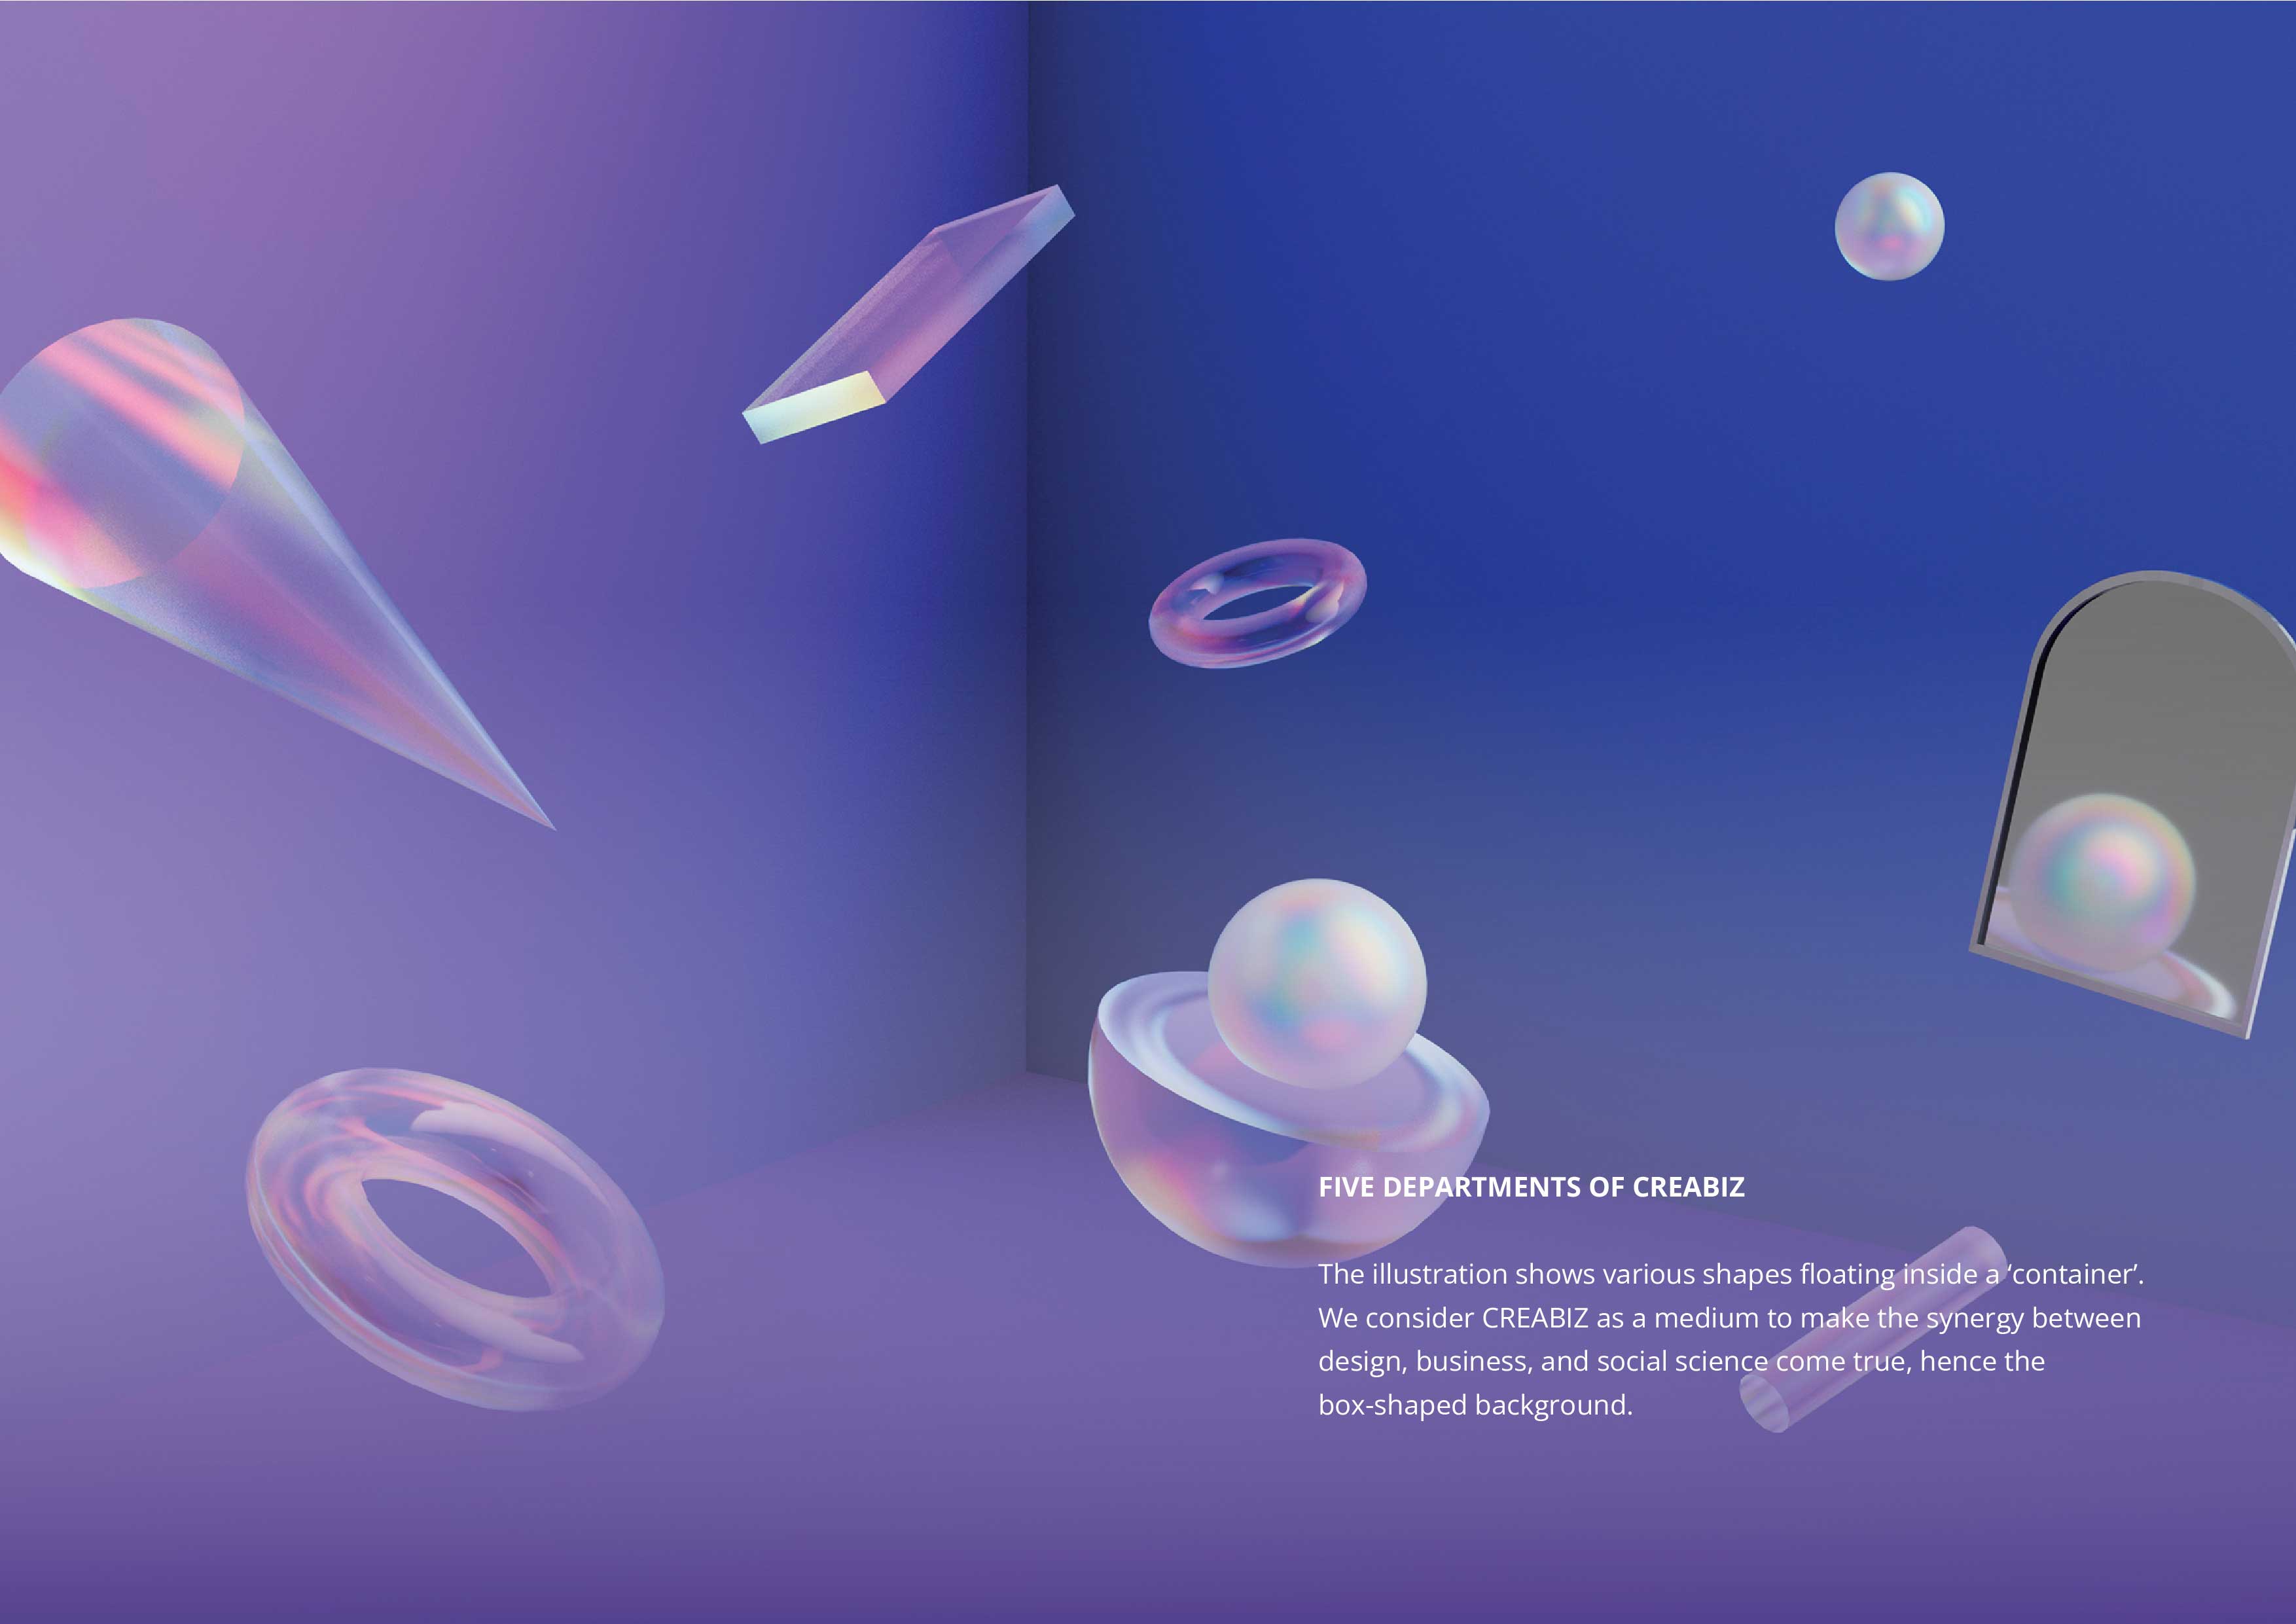 FIVE DEPARTMENTS OF CREABIZ
The illustration shows various shapes floating inside a ‘container’.
We consider CREABIZ as a medium to make the synergy between
design, business, and social science come true, hence the
box-shaped background.